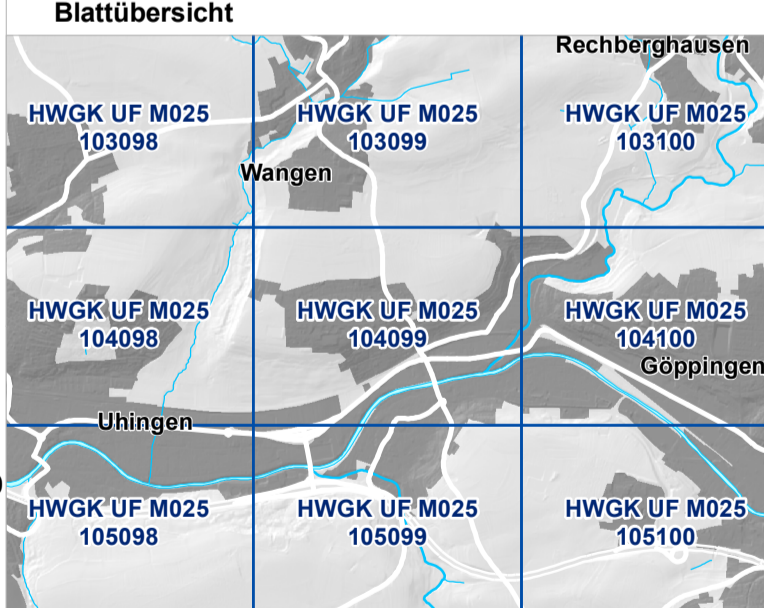 Blattübersicht
Rechberghausen
HWGK UF M025
103098
HWGK UF M025
103099
HWGK UF M025
103100
Wangen
HWGK UF M025
104098
HWGK UF M025
104099
HWGK UF M025
104100
Göppingen
Uhingen
HWGK UF M025
105098
HWGK UF M025
105099
HWGK UF M025
105100